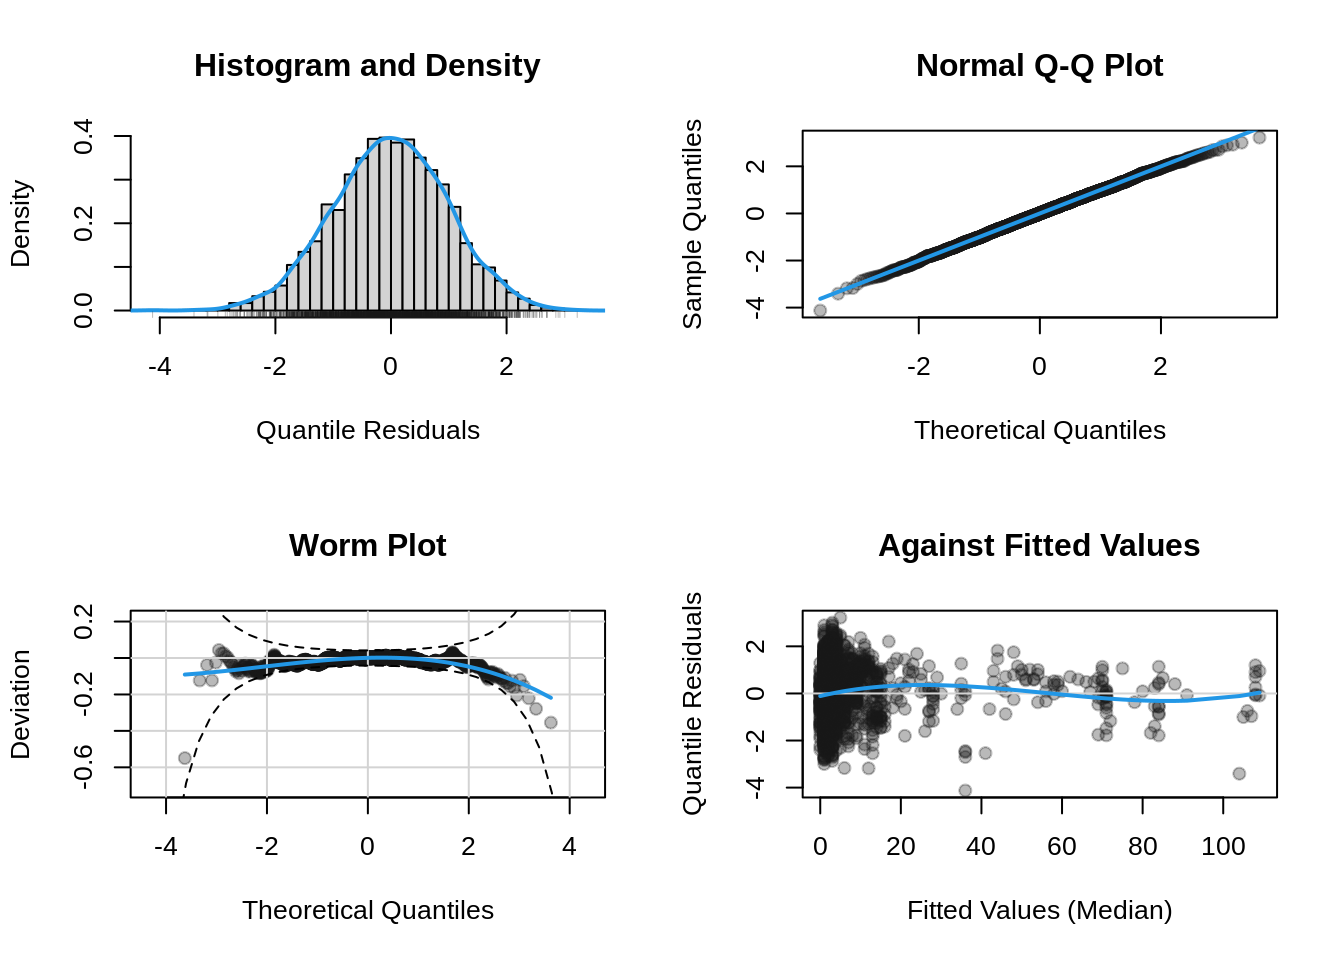 Histogram and Density
Density
0.0 0.2 0.4
-4 -2 0 2
Quantile Residuals
Normal Q-Q Plot
Sample Quantiles
-4 -2 0 2
-2 0 2
Theoretical Quantiles
Worm Plot
Deviation
-0.6 -0.2 0.2
-4 -2 0 2 4
Theoretical Quantiles
Against Fitted Values
Quantile Residuals
-4 -2 0 2
0 20 40 60 80 100
Fitted Values (Median)